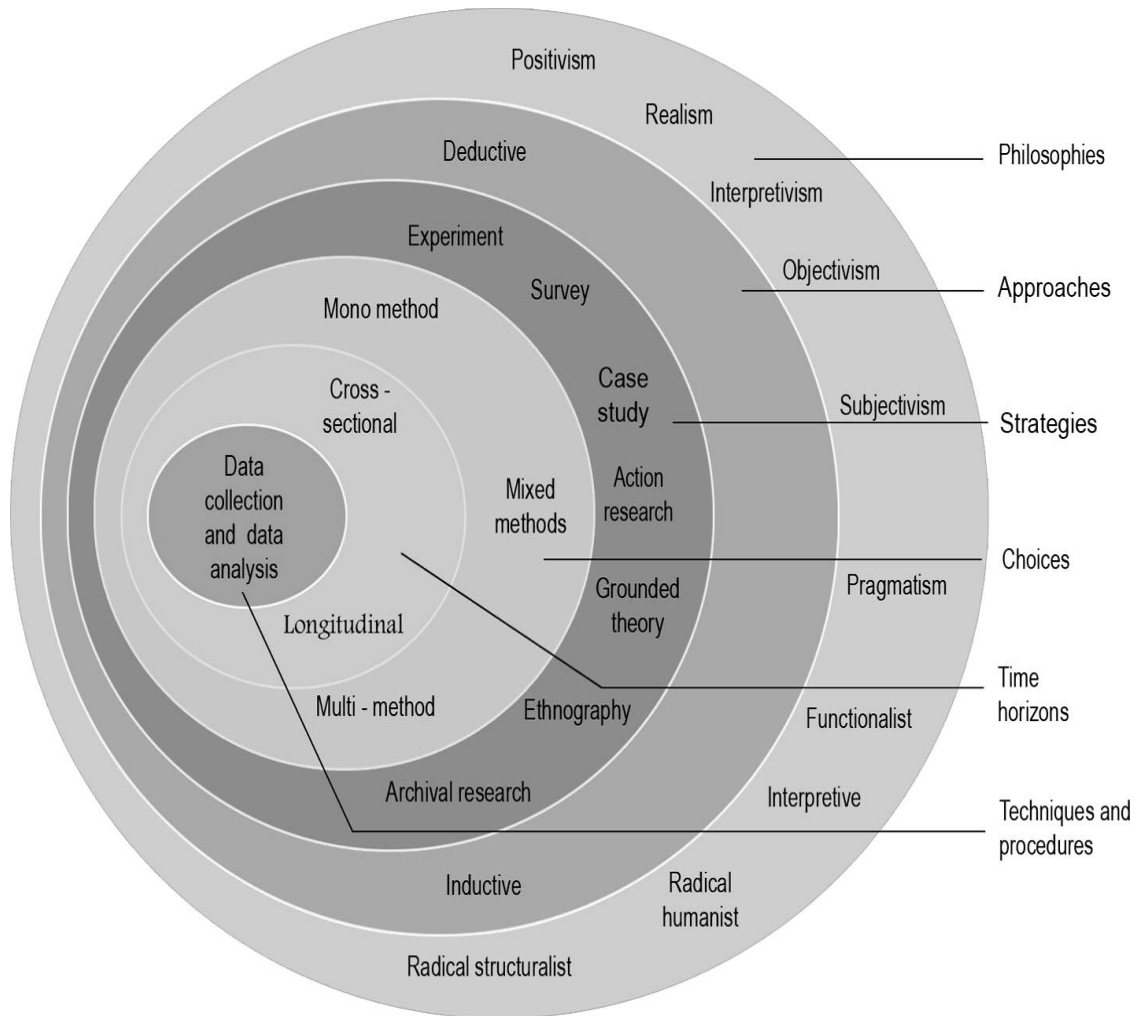 Positivism
Realism
Deductive
Philosophies
Interpretivism
Experiment
Objectivism
Survey
Approaches
Mono method
Case
study
Cross -
sectional
Subjectivism
Strategies
Data
collection
and data
analysis
Mixed
methods
Action
research
Choices
Pragmatism
Grounded
theory
Longitudinal
Time
horizons
Multi - method
Ethnography
Functionalist
Archival research
Interpretive
Techniques and
procedures
Inductive
Radical
humanist
Radical structuralist